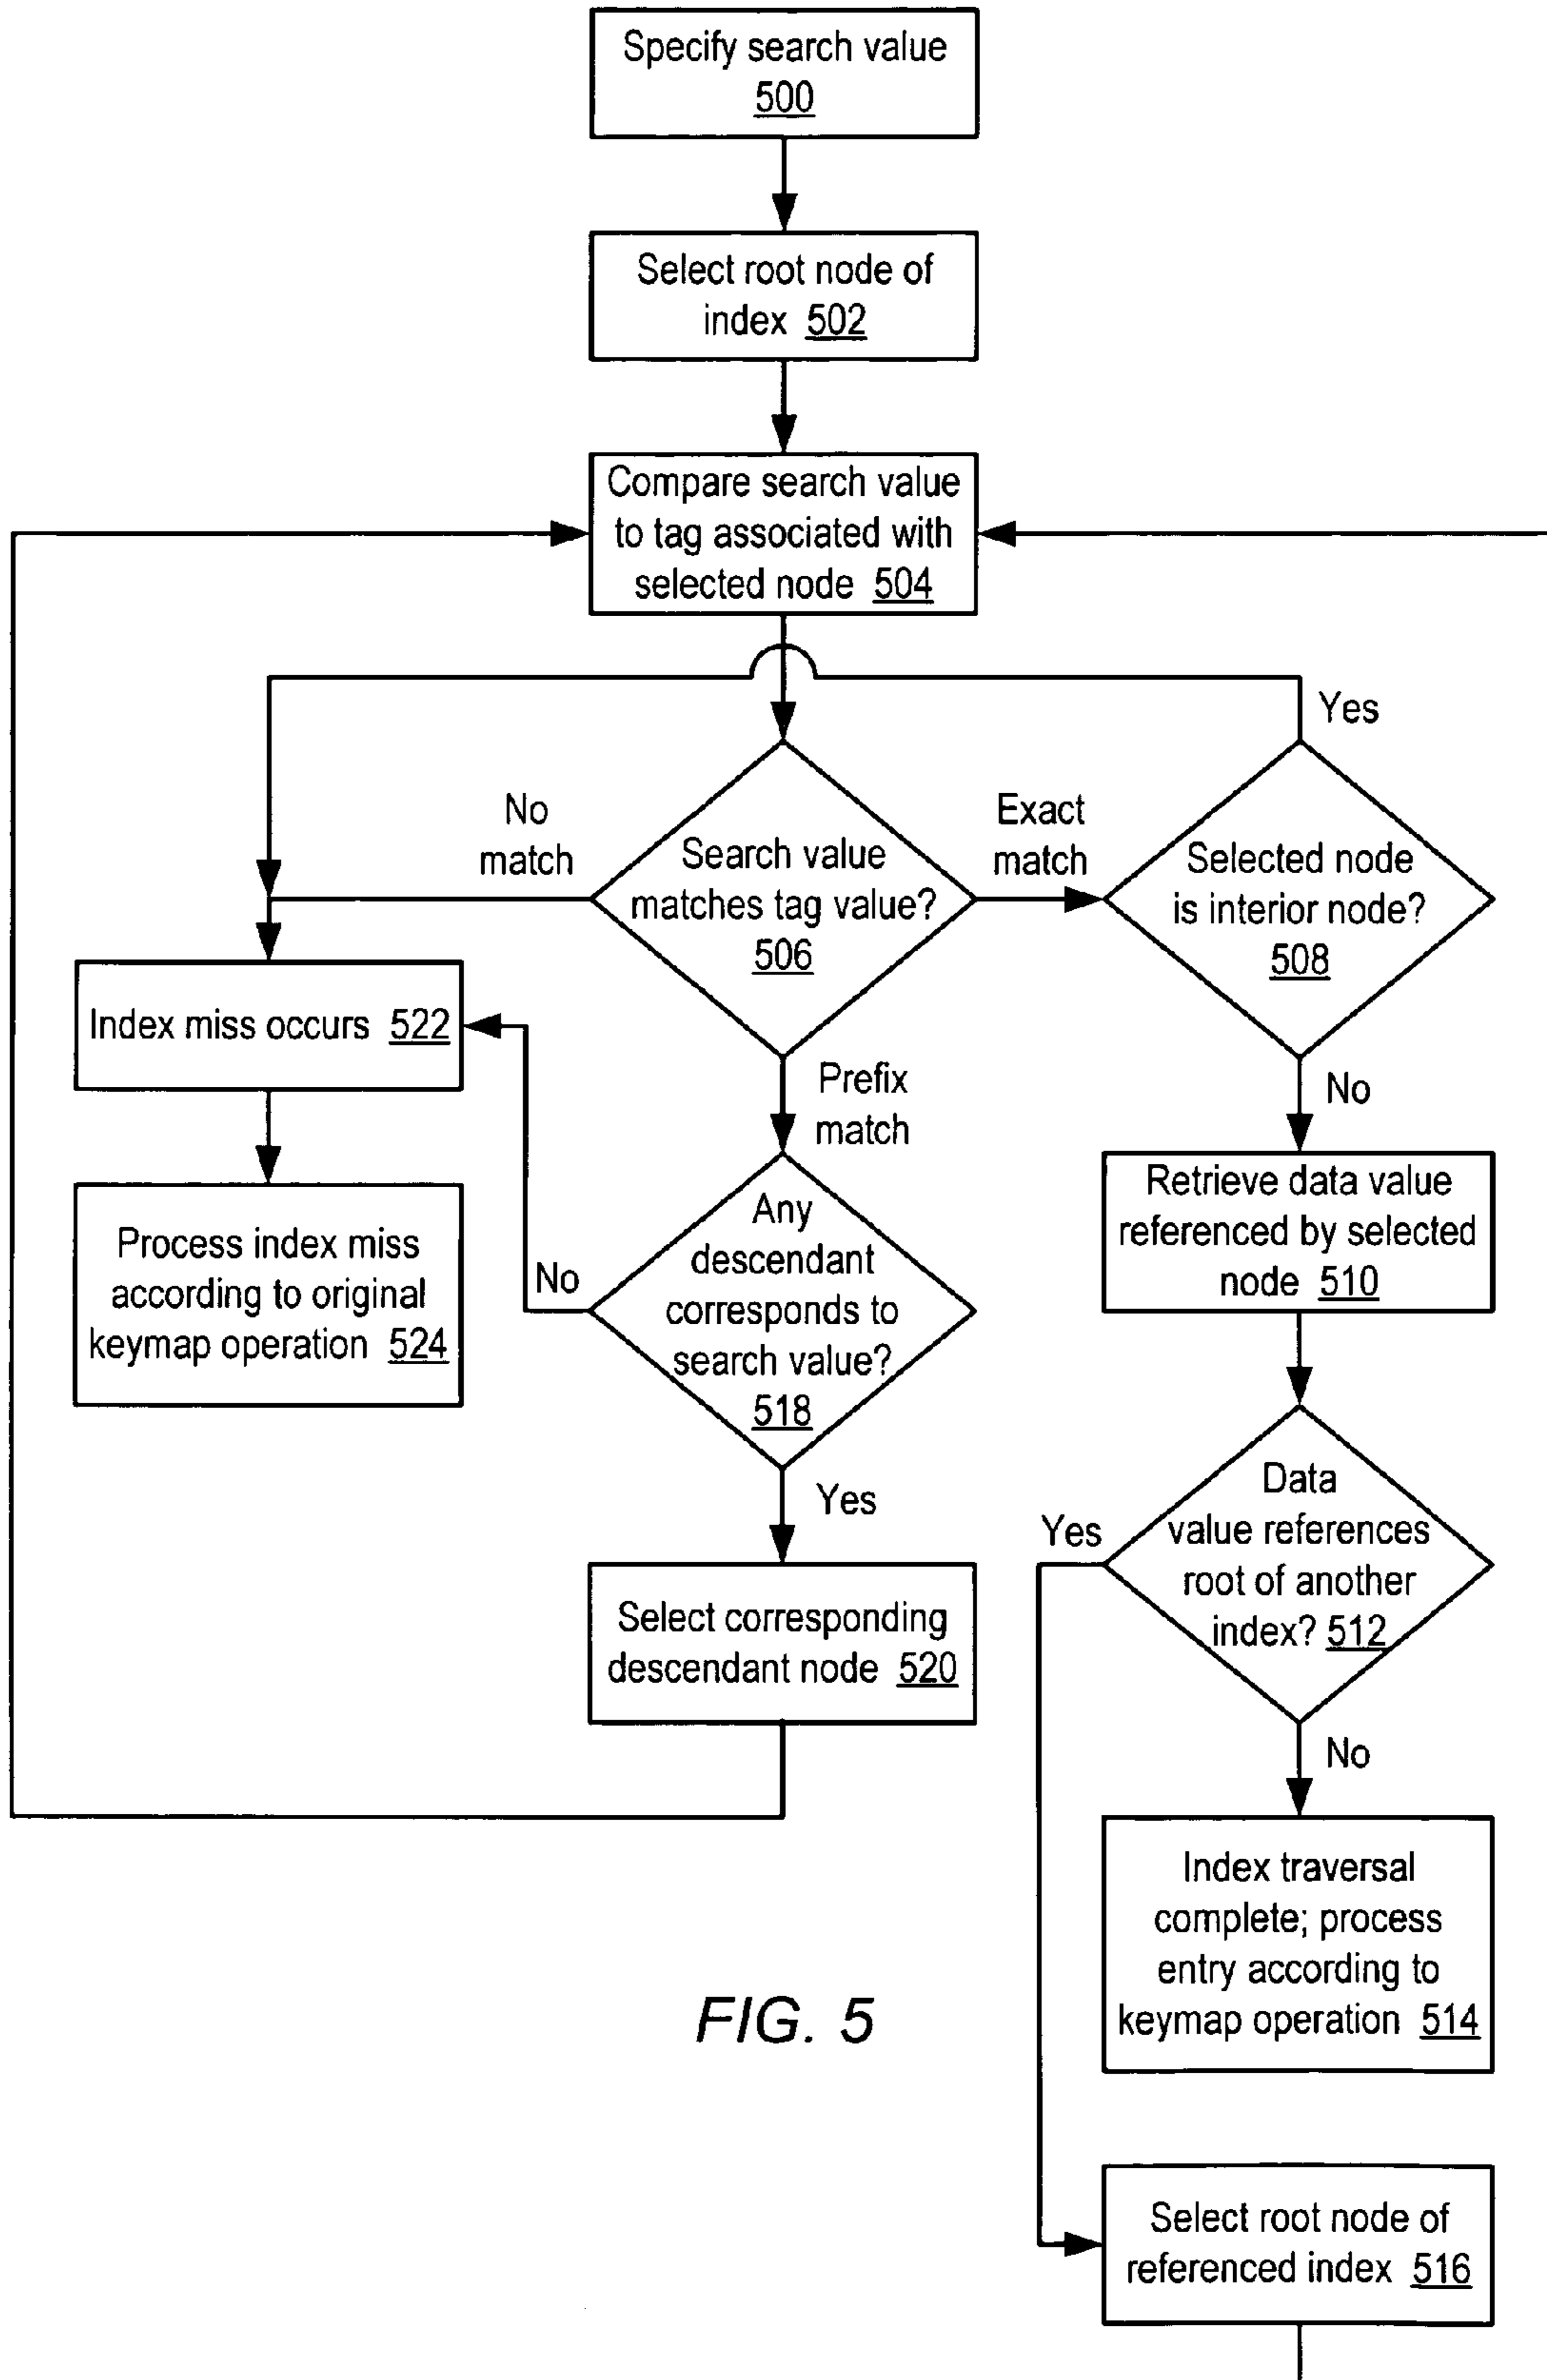 Specify search value
500
Select root node of
index 502
Compare search value
to tag associated with
selected node 504
Yes
No
match
Exact
match
Search value
matches tag value?
506
Selected node
is interior node?
508
Index miss occurs 522
Prefix
match
No
Process index miss
according to original
keymap operation 524
No
Any
descendant
corresponds to
search value?
518
Retrieve data value
referenced by selected
node 510
Yes
Yes
Data
value references
root of another
index? 512
Select corresponding
descendant node 520
No
Index traversal
complete; process
entry according to
keymap operation 514
FIG. 5
Select root node of
referenced index 516